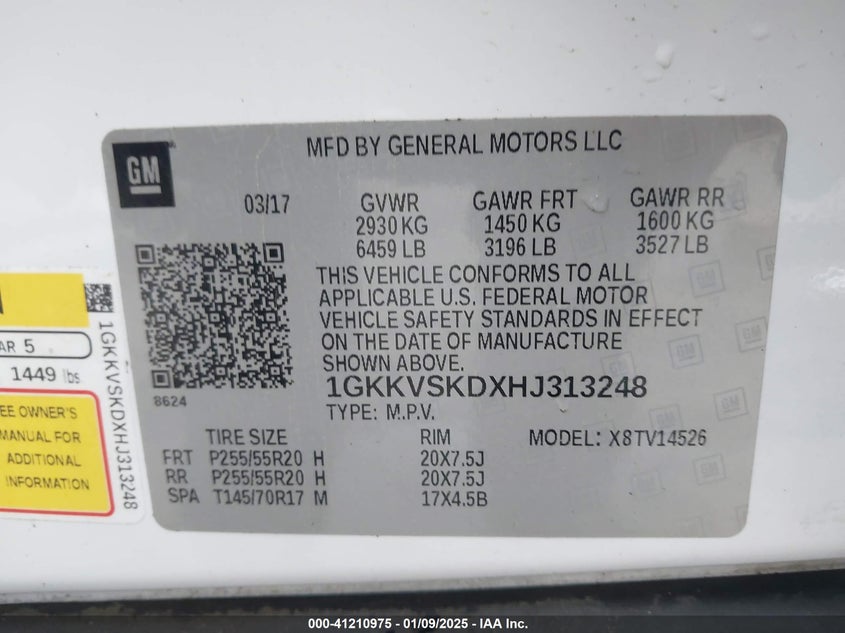 MFD BY GENERAL MOTORS LLC
GM
03/17
GVWR GAWR FRT GAWR RR
2930 KG 1450 KG 1600 KG
6459 LB 3196 LB 3527 LB
THIS VEHICLE CONFORMS TO ALL
APPLICABLE U.S. FEDERAL MOTOR
VEHICLE SAFETY STANDARDS IN EFFECT
ON THE DATE OF MANUFACTURE
SHOWN ABOVE.
8624
1GKKVSKDXHJ313248
TYPE: M.P.V.
TIRE SIZE RIM MODEL: X8TV14526
FRT P255/55R20 H 20X7.5J
RR P255/55R20 H 20X7.5J
SPA T145/70R17 M 17X4.5B
5
1449 lbs
OWNER'S
MANUAL FOR
ADDITIONAL
INFORMATION
1GKKVSKDXHJ313248
000-41210975 - 01/09/2025 - IAA Inc.